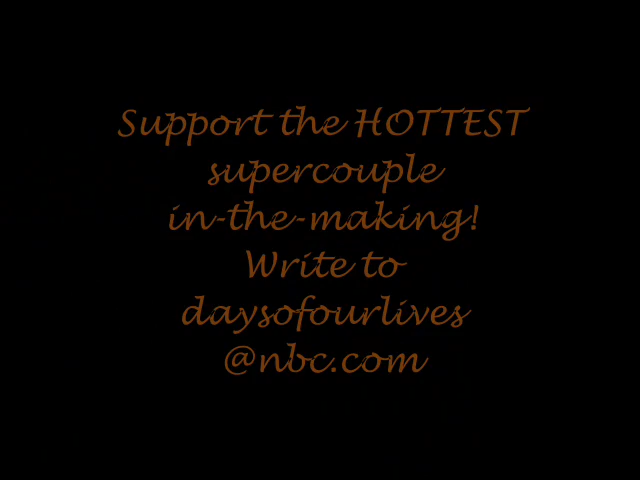 Support the HOTTEST
supercouple
in-the-making!
Write to
daysofourlives
@nbc.com